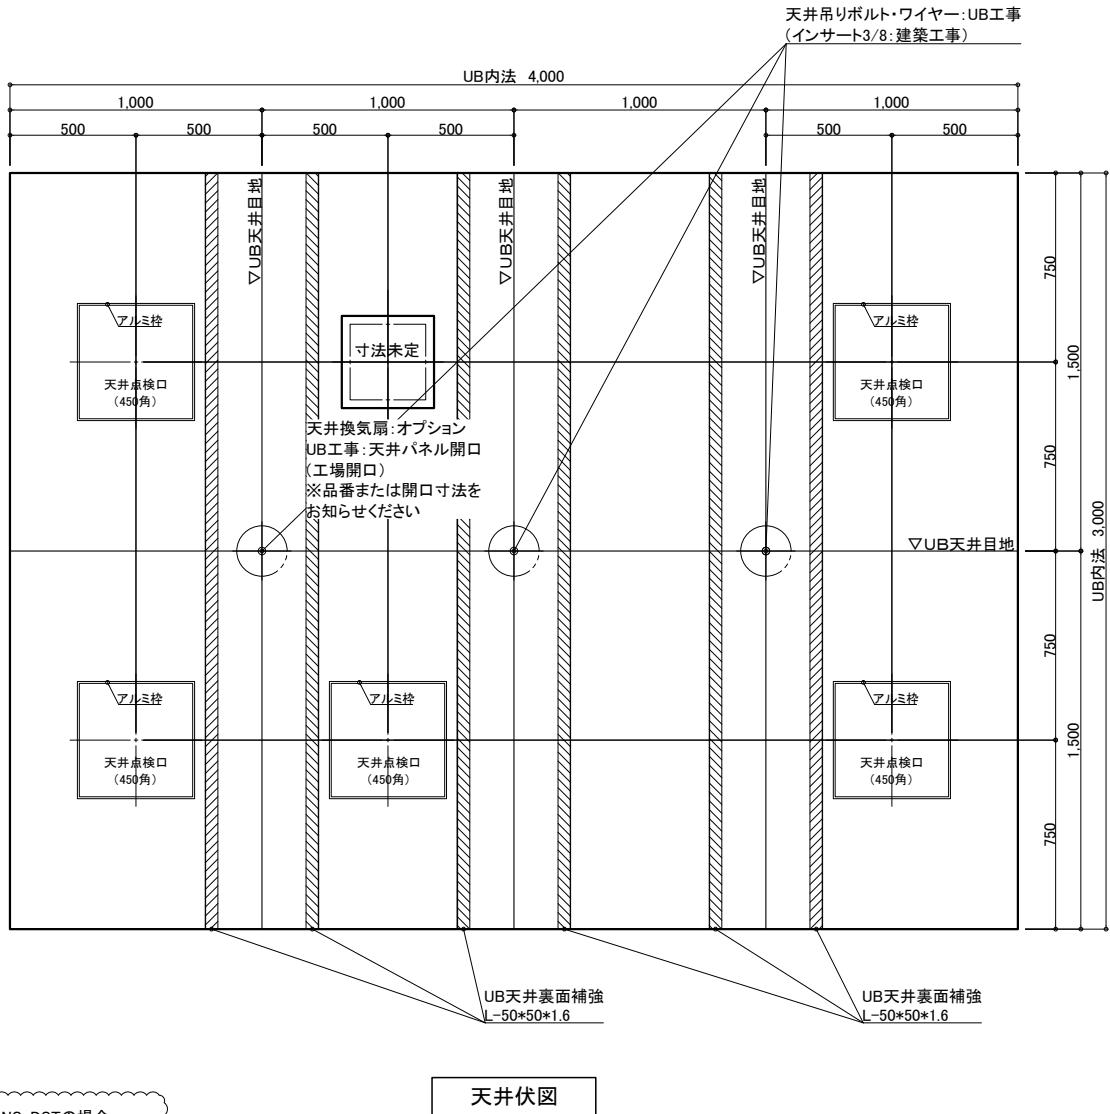 天井吊りボルト・ワイヤー：UB工事
（インサート3/8：建築工事）
UB内法 4,000
1,000
1,000
1,000
1,000
500
500
500
500
500
500
▽UB天井目地
▽UB天井目地
▽UB天井目地
アルミ枠
天井点検口
（450角）
寸法未定
アルミ枠
天井点検口
（450角）
天井換気扇：オプション
UB工事：天井パネル開口
（工場開口）
※品番または開口寸法を
お知らせください
▽UB天井目地
750
750
750
750
1,500
1,500
UB内法 3,000
アルミ枠
天井点検口
（450角）
アルミ枠
天井点検口
（450角）
アルミ枠
天井点検口
（450角）
UB天井裏面補強
L-50*50*1.6
UB天井裏面補強
L-50*50*1.6
天井伏図